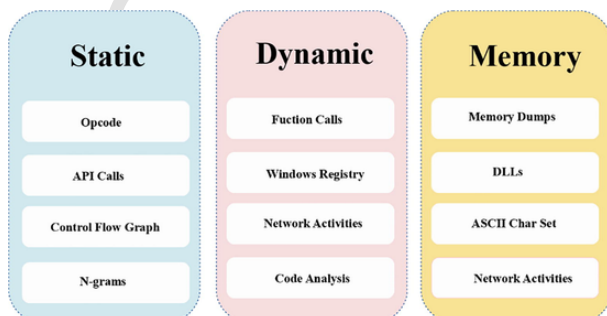 Static
Opcode
API Calls
Control Flow Graph
N-grams
Dynamic
Fuction Calls
Windows Registry
Network Activities
Code Analysis
Memory
Memory Dumps
DLLs
ASCII Char Set
Network Activities